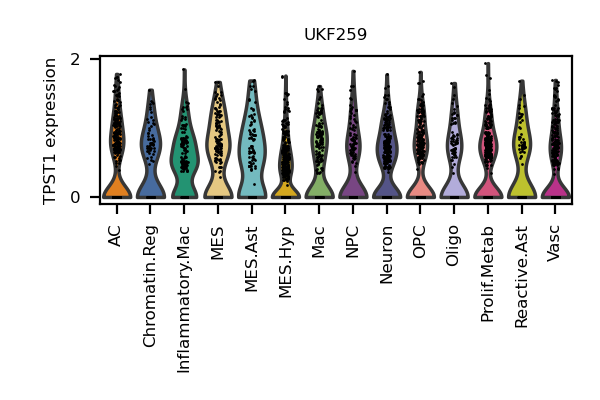 UKF259
TPST1 expression
2
0
AC
Chromatin.Reg
Inflammatory.Mac
MES
MES.Ast
MES.Hyp
Mac
NPC
Neuron
OPC
Oligo
Prolif.Metab
Reactive.Ast
Vasc